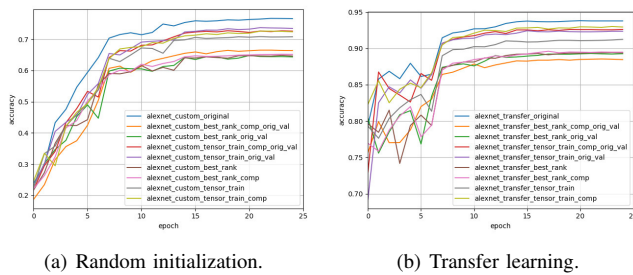 0.7
0.6
0.5
0.4
0.3
0.2
accuracy
alexnet_custom_original
alexnet_custom_best_rank_comp_orig_val
alexnet_custom_best_rank_orig_val
alexnet_custom_tensor_train_comp_orig_val
alexnet_custom_tensor_train_orig_val
alexnet_custom_best_rank
alexnet_custom_best_rank_comp
alexnet_custom_tensor_train
alexnet_custom_tensor_train_comp
0 5 10 15 20 25
epoch
(a) Random initialization.
0.95
0.90
0.85
0.80
0.75
0.70
accuracy
alexnet_transfer_original
alexnet_transfer_best_rank_comp_orig_val
alexnet_transfer_best_rank_orig_val
alexnet_transfer_tensor_train_comp_orig_val
alexnet_transfer_tensor_train_orig_val
alexnet_transfer_best_rank
alexnet_transfer_best_rank_comp
alexnet_transfer_tensor_train
alexnet_transfer_tensor_train_comp
0 5 10 15 20
epoch
(b) Transfer learning.